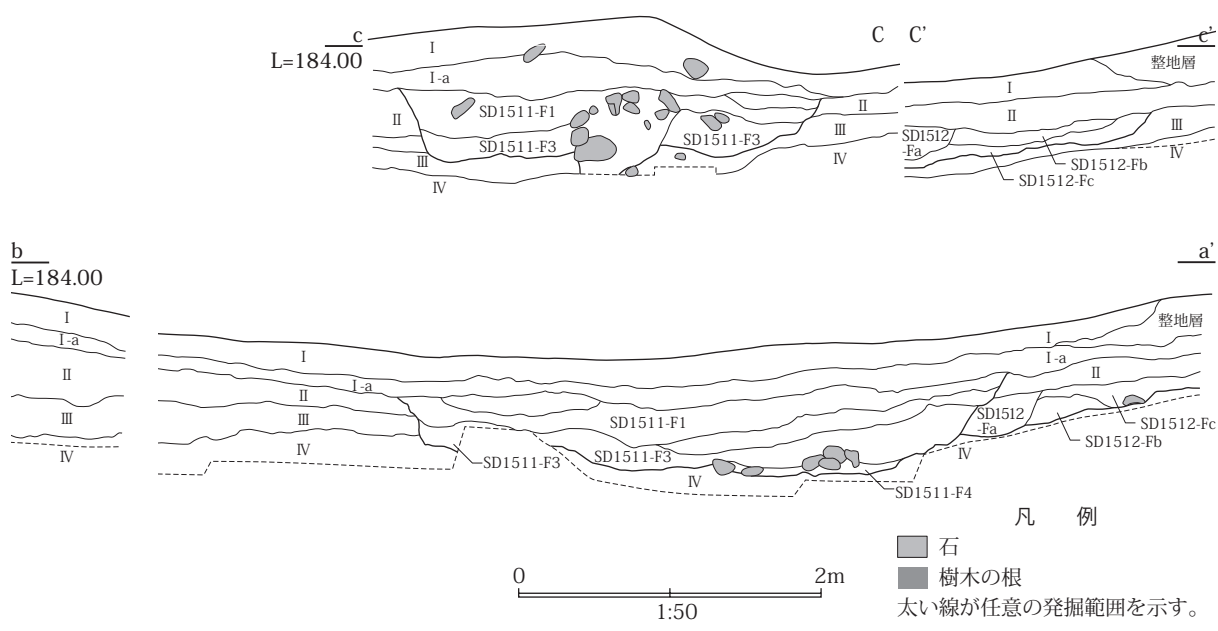 c C C' c'
L=184.00
I 整地層
I-a I
II SD1511-F1 II II III
SD1511-F3 SD1511-F3 III SD1512-Fa IV
III IV SD1512-Fb
IV SD1512-Fc
b a'
L=184.00
I 整地層
I-a I I
II I-a I-a
II II
III III SD1511-F1 SD1512-Fa SD1512-Fc
IV IV SD1511-F3 SD1511-F3 IV SD1512-Fb
IV SD1511-F4
凡 例
石
樹木の根
太い線が任意の発掘範囲を示す。
0 2m
1:50